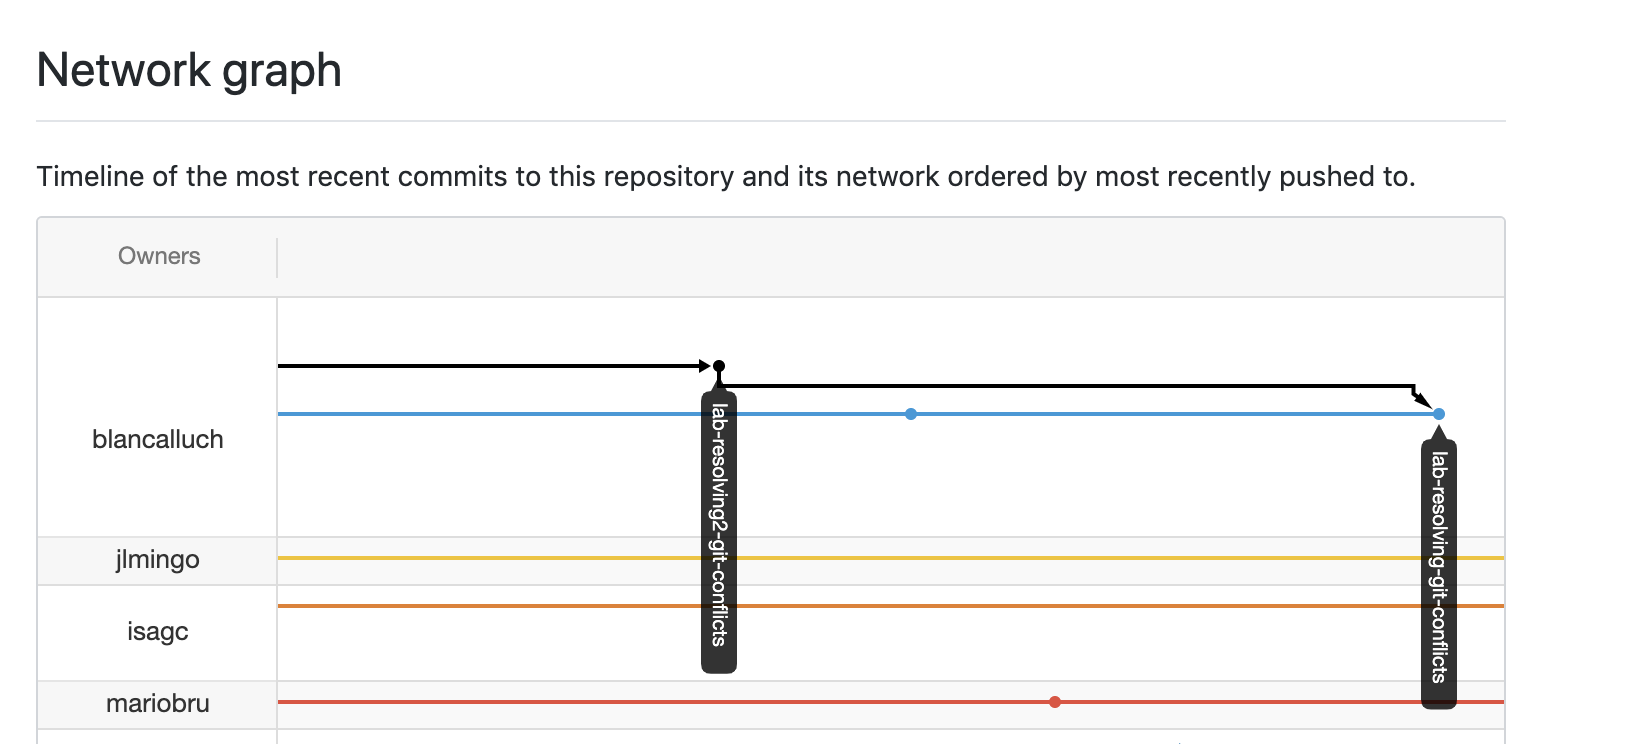 Network graph
Timeline of the most recent commits to this repository and its network ordered by most recently pushed to.
Owners
blancalluch
lab-resolving2-git-conflicts
lab-resolving-git-conflicts
jlmingo
isagc
mariobru